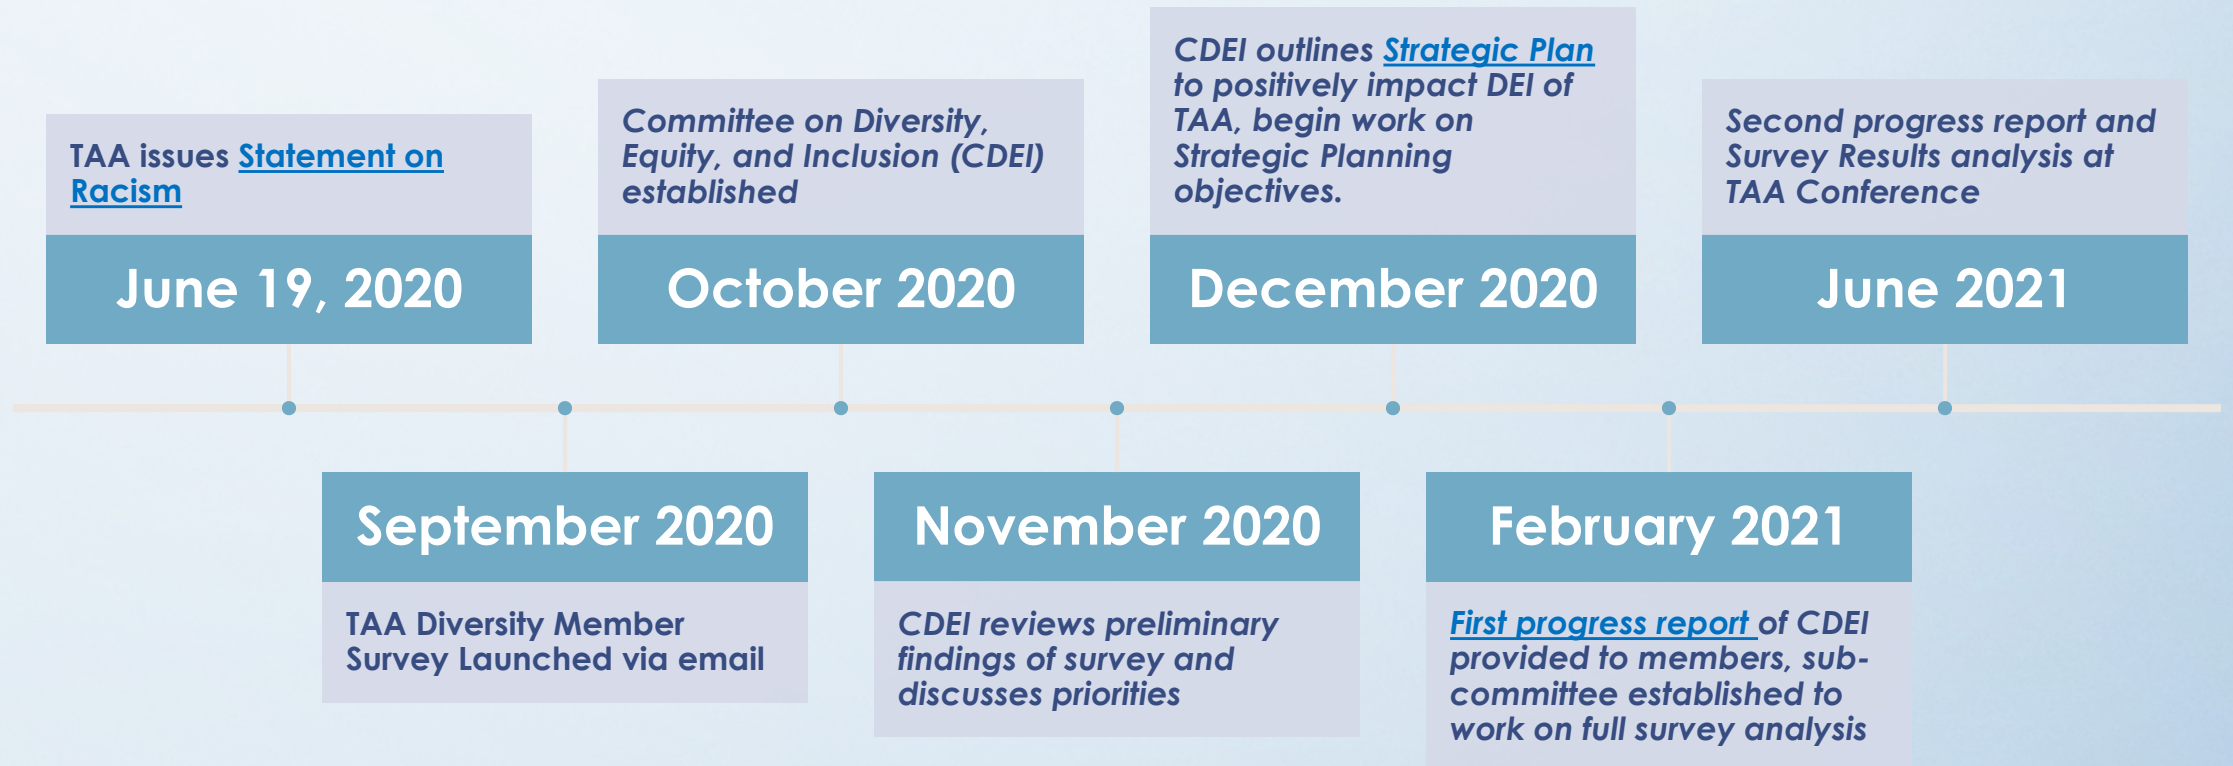 TAA issues Statement on
Racism
June 19, 2020
September 2020
TAA Diversity Member
Survey Launched via email
Committee on Diversity,
Equity, and Inclusion (CDEI)
established
October 2020
November 2020
CDEI reviews preliminary
findings of survey and
discusses priorities
CDEI outlines Strategic Plan
to positively impact DEI of
TAA, begin work on
Strategic Planning
objectives.
December 2020
February 2021
First progress report of CDEI
provided to members, sub-
committee established to
work on full survey analysis
Second progress report and
Survey Results analysis at
TAA Conference
June 2021